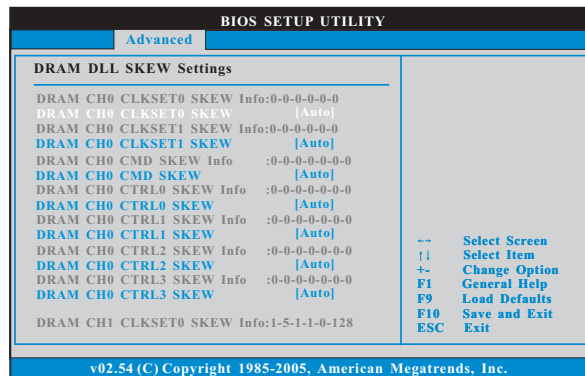 BIOS SETUP UTILITY
Advanced
DRAM DLL SKEW Settings
DRAM CH0 CLKSET0 SKEW Info:0-0-0-0-0-0
DRAM CH0 CLKSET0 SKEW [Auto]
DRAM CH0 CLKSET1 SKEW Info:0-0-0-0-0-0
DRAM CH0 CLKSET1 SKEW [Auto]
DRAM CH0 CMD SKEW Info :0-0-0-0-0-0-0
DRAM CH0 CMD SKEW [Auto]
DRAM CH0 CTRL0 SKEW Info :0-0-0-0-0-0-0
DRAM CH0 CTRL0 SKEW [Auto]
DRAM CH0 CTRL1 SKEW Info :0-0-0-0-0-0-0
DRAM CH0 CTRL1 SKEW [Auto]
DRAM CH0 CTRL2 SKEW Info :0-0-0-0-0-0-0
DRAM CH0 CTRL2 SKEW [Auto]
DRAM CH0 CTRL3 SKEW Info :0-0-0-0-0-0-0
DRAM CH0 CTRL3 SKEW [Auto]
DRAM CH1 CLKSET0 SKEW Info:1-5-1-1-0-128
←→ Select Screen
↑↓ Select Item
+- Change Option
F1 General Help
F9 Load Defaults
F10 Save and Exit
ESC Exit
v02.54 (C) Copyright 1985-2005, American Megatrends, Inc.